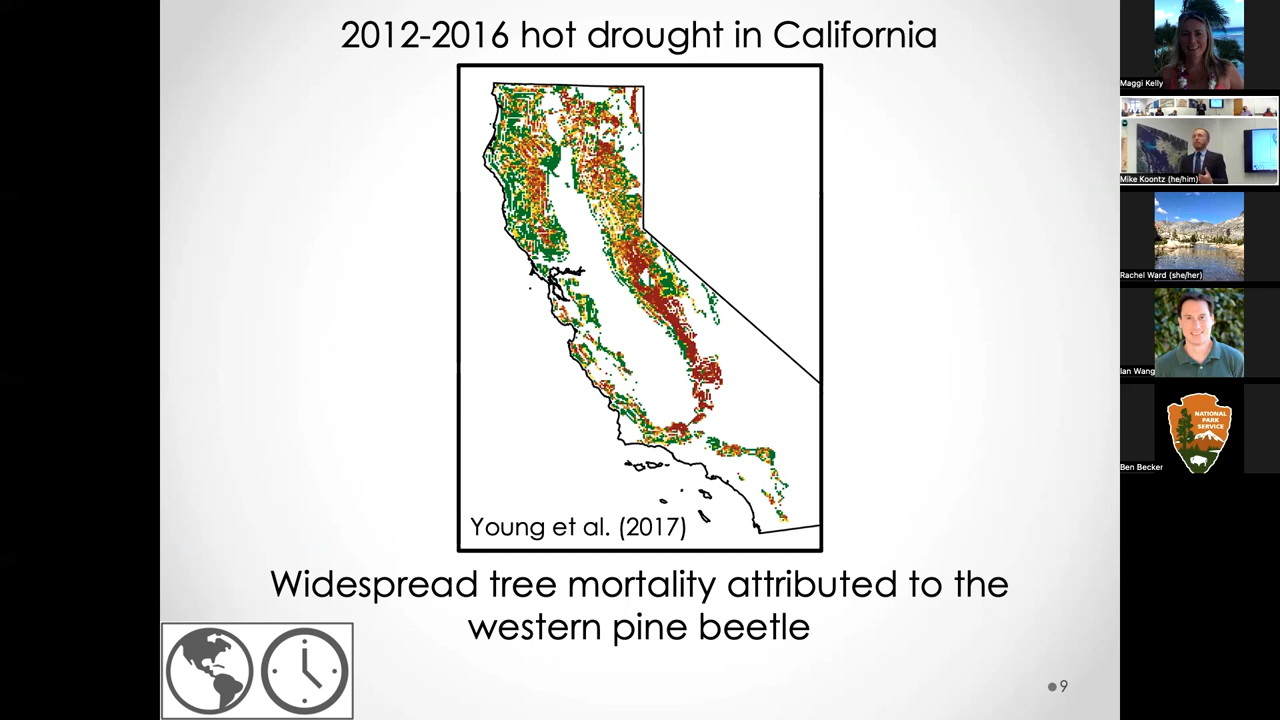 2012-2016 hot drought in California
Young et al. (2017)
Widespread tree mortality attributed to the
western pine beetle
9
Maggi Kelly
Mike Koontz (he/him)
Rachel Ward (she/her)
Ian Wang
NATIONAL
PARK
SERVICE
Ben Becker